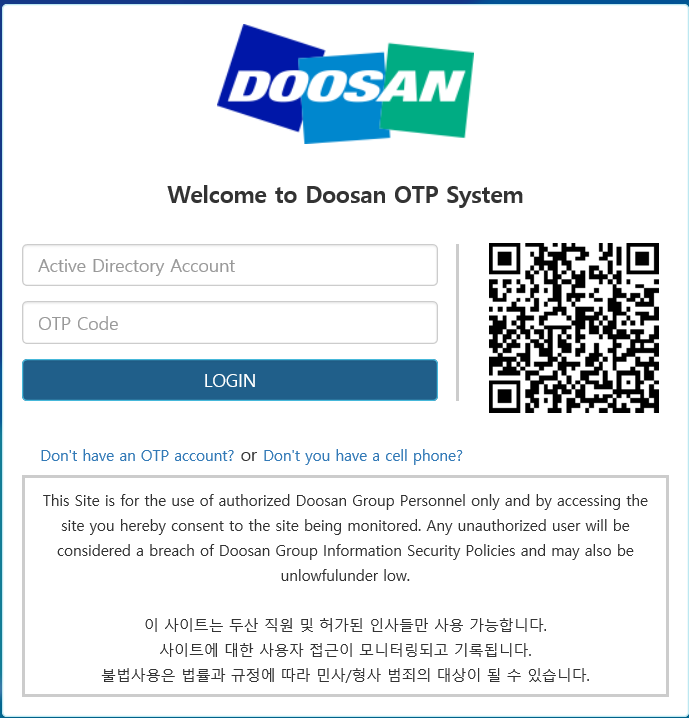 DOOSAN
Welcome to Doosan OTP System
Active Directory Account
OTP Code
LOGIN
Don't have an OTP account? or Don't you have a cell phone?
This Site is for the use of authorized Doosan Group Personnel only and by accessing the
site you hereby consent to the site being monitored. Any unauthorized user will be
considered a breach of Doosan Group Information Security Policies and may also be
unlowfulunder low.
이 사이트는 두산 직원 및 허가된 인사들만 사용 가능합니다.
사이트에 대한 사용자 접근이 모니터링되고 기록됩니다.
불법사용은 법률과 규정에 따라 민사/형사 범죄의 대상이 될 수 있습니다.